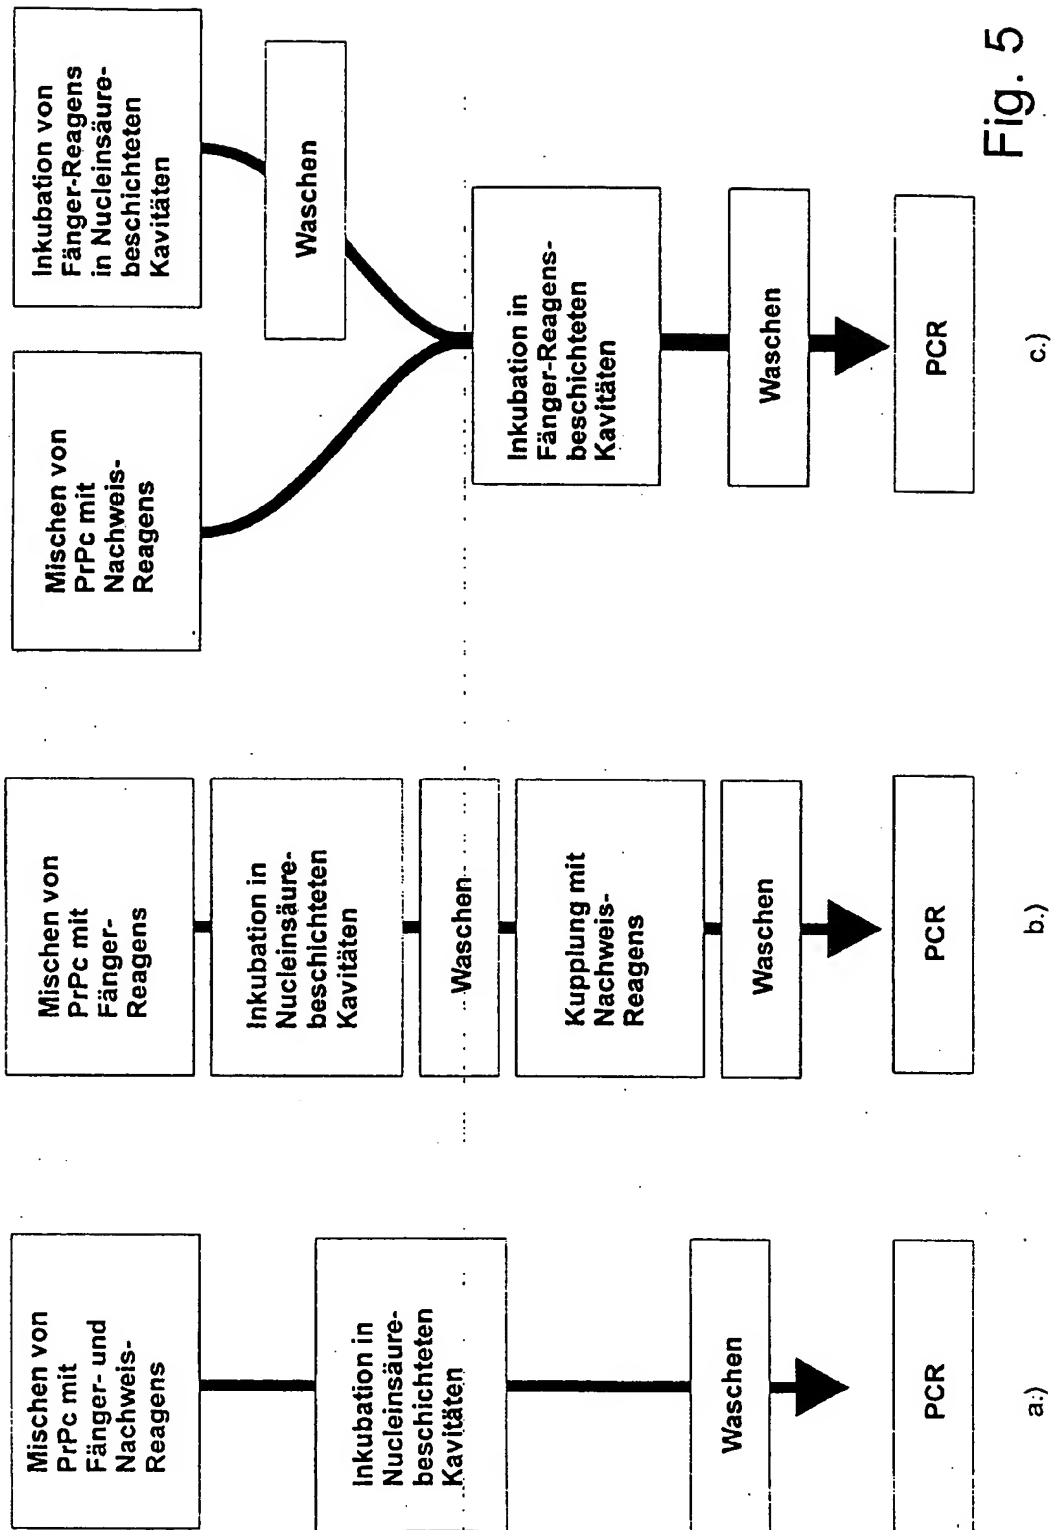 Mischen von
PrPc mit
Fänger- und
Nachweis-
Reagens
Inkubation in
Nucleinsäure-
beschichteten
Kavitäten
Waschen
PCR
a.)
Mischen von
PrPc mit
Fänger-
Reagens
Inkubation in
Nucleinsäure-
beschichteten
Kavitäten
Waschen
Kupplung mit
Nachweis-
Reagens
Waschen
PCR
b.)
Mischen von
PrPc mit
Nachweis-
Reagens
Inkubation von
Fänger-Reagens
in Nucleinsäure-
beschichteten
Kavitäten
Waschen
Inkubation in
Fänger-Reagens-
beschichteten
Kavitäten
Waschen
PCR
c.)
Fig. 5